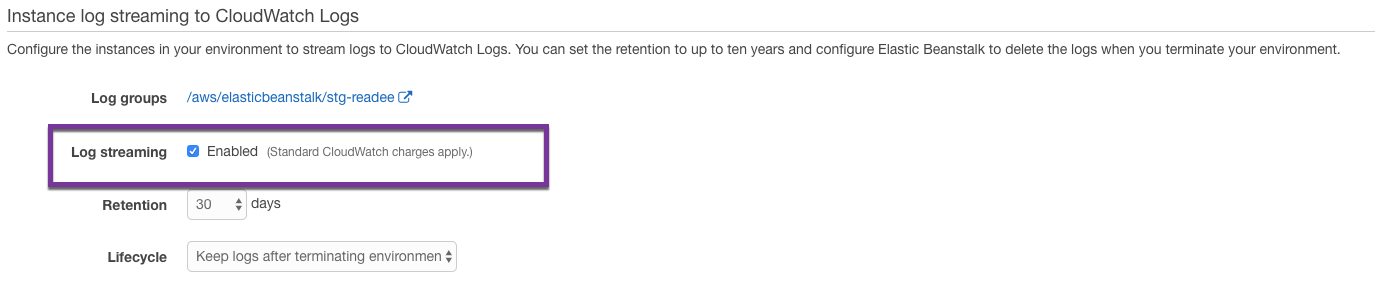 Instance log streaming to CloudWatch Logs
Configure the instances in your environment to stream logs to CloudWatch Logs. You can set the retention to up to ten years and configure Elastic Beanstalk to delete the logs when you terminate your environment.
Log groups /aws/elasticbeanstalk/stg-readee
Log streaming Enabled (Standard CloudWatch charges apply.)
Retention 30 days
Lifecycle Keep logs after terminating environmen